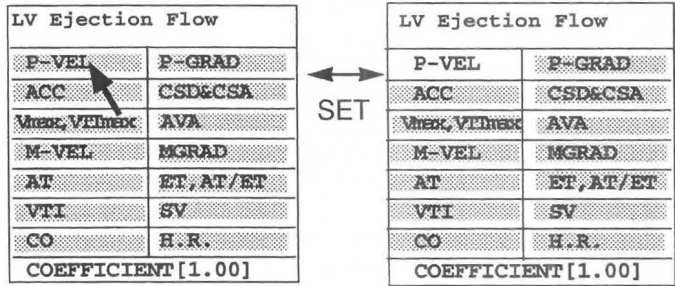 LV Ejection Flow
P-VEL P-GRAD
ACC CSD&CSA
Vmax,VTImax AVA
M-VEL MGRAD
AT ET,AT/ET
VTI SV
CO H.R.
COEFFICIENT[1.00]
SET
LV Ejection Flow
P-VEL P-GRAD
ACC CSD&CSA
Vmax,VTImax AVA
M-VEL MGRAD
AT ET,AT/ET
VTI SV
CO H.R.
COEFFICIENT[1.00]